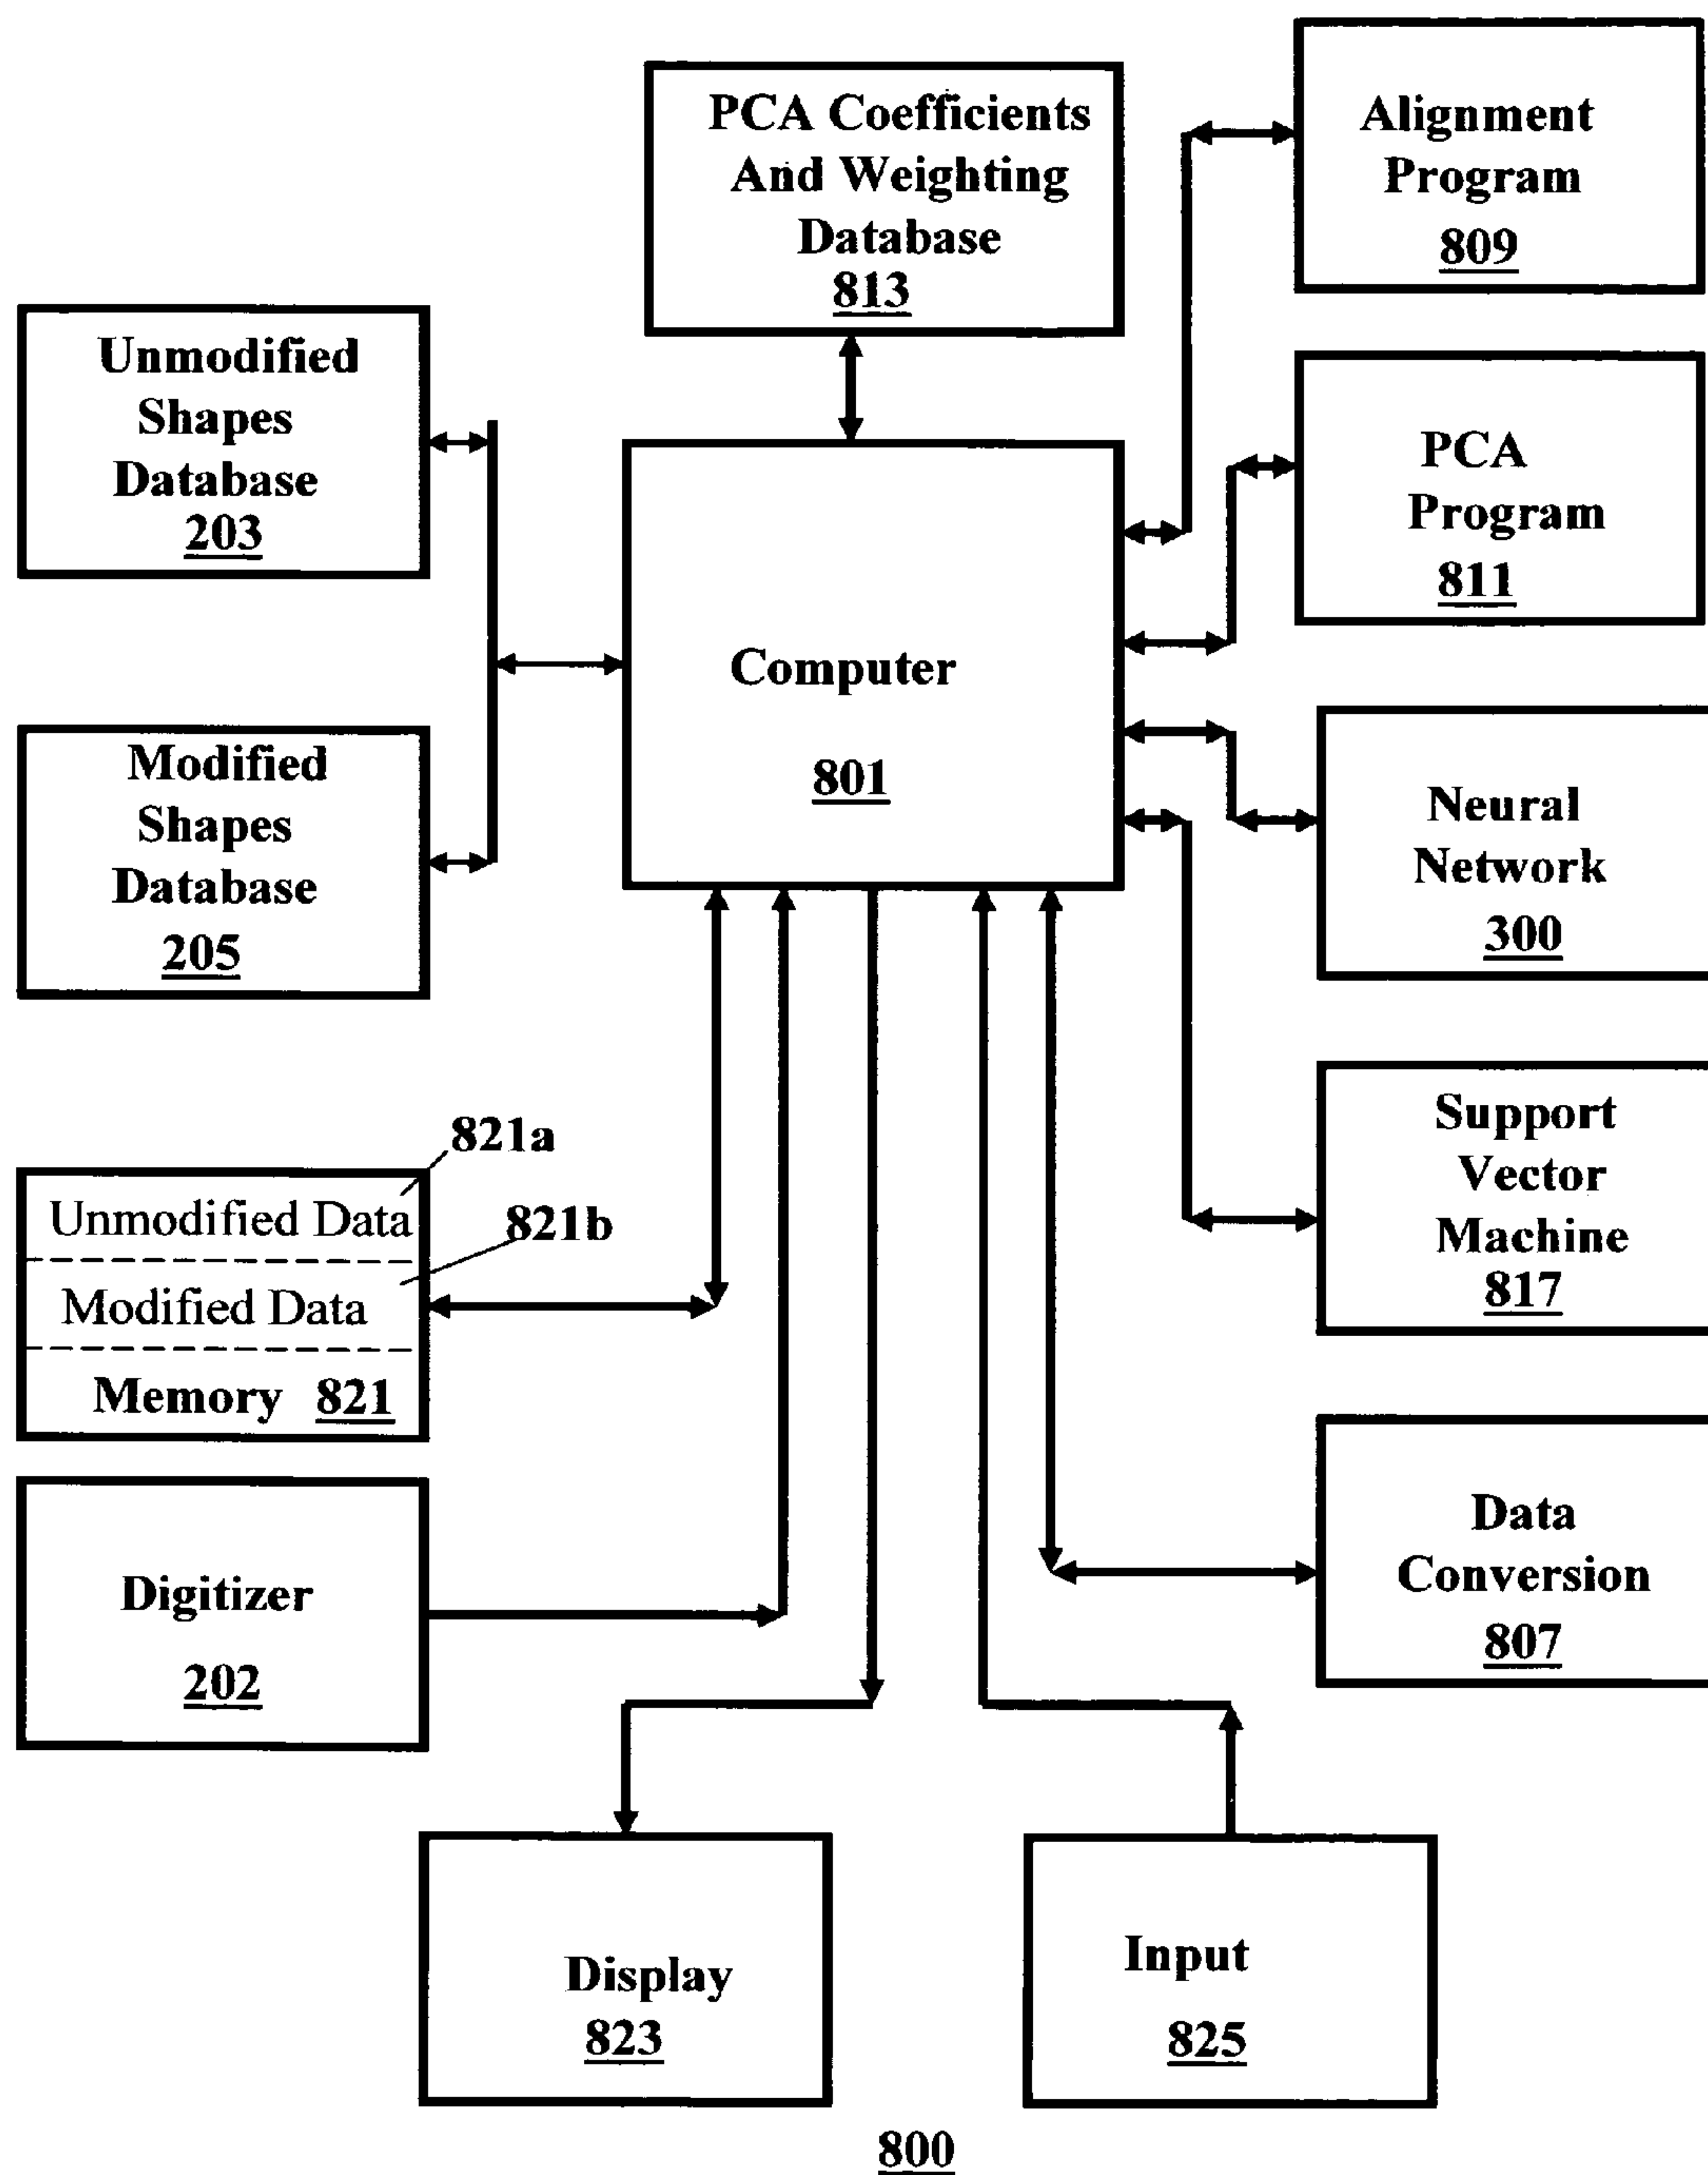 PCA Coefficients
And Weighting
Database
813
Alignment
Program
809
Unmodified
Shapes
Database
203
PCA
Program
811
Computer
801
Modified
Shapes
Database
205
Neural
Network
300
Support
Vector
Machine
817
821a
Unmodified Data
821b
Modified Data
Memory 821
Digitizer
202
Data
Conversion
807
Display
823
Input
825
800